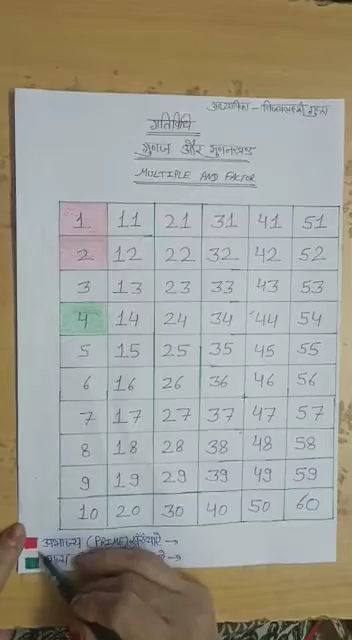 अध्यापिका - विजयलक्ष्मी गुप्ता
गतिविधि
गुणज और गुणनखण्ड
MULTIPLE AND FACTOR
1 11 21 31 41 51
2 12 22 32 42 52
3 13 23 33 43 53
4 14 24 34 44 54
5 15 25 35 45 55
6 16 26 36 46 56
7 17 27 37 47 57
8 18 28 38 48 58
9 19 29 39 49 59
10 20 30 40 50 60
अभाज्य (PRIME) संख्याऐं →